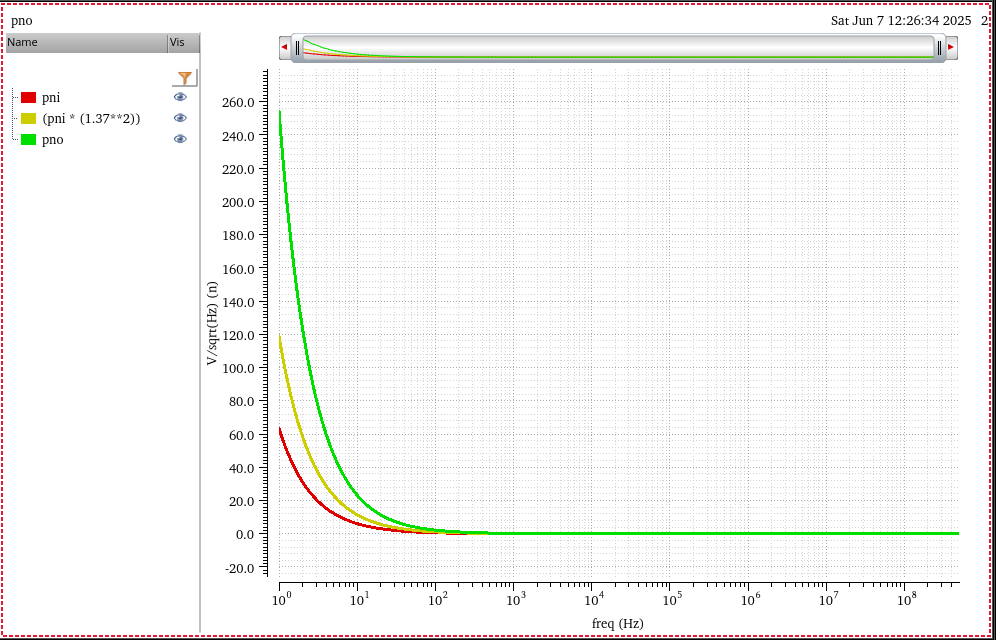 pno
Sat Jun 7 12:26:34 2025 2
Name Vis
pni
(pni * (1.37**2))
pno
V/sqrt(Hz) (n)
260.0
240.0
220.0
200.0
180.0
160.0
140.0
120.0
100.0
80.0
60.0
40.0
20.0
0.0
-20.0
10⁰ 10¹ 10² 10³ 10⁴ 10⁵ 10⁶ 10⁷ 10⁸
freq (Hz)